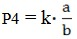 P4 = k· a/b